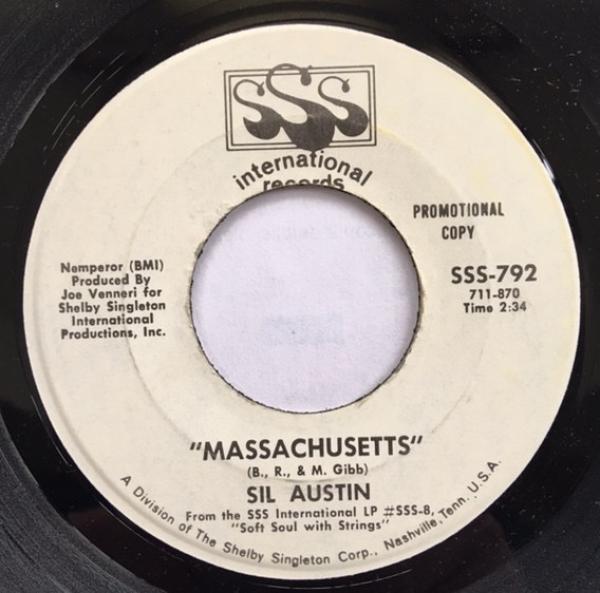 SSS
international
records
PROMOTIONAL
COPY
SSS-792
711-870
Time 2:34
Nemperor (BMI)
Produced By
Joe Venneri for
Shelby Singleton
International
Productions, Inc.
"MASSACHUSETTS"
(B., R., & M. Gibb)
SIL AUSTIN
From the SSS International LP #SSS-8,
"Soft Soul with Strings"
A Division of The Shelby Singleton Corp., Nashville, Tenn. U.S.A.